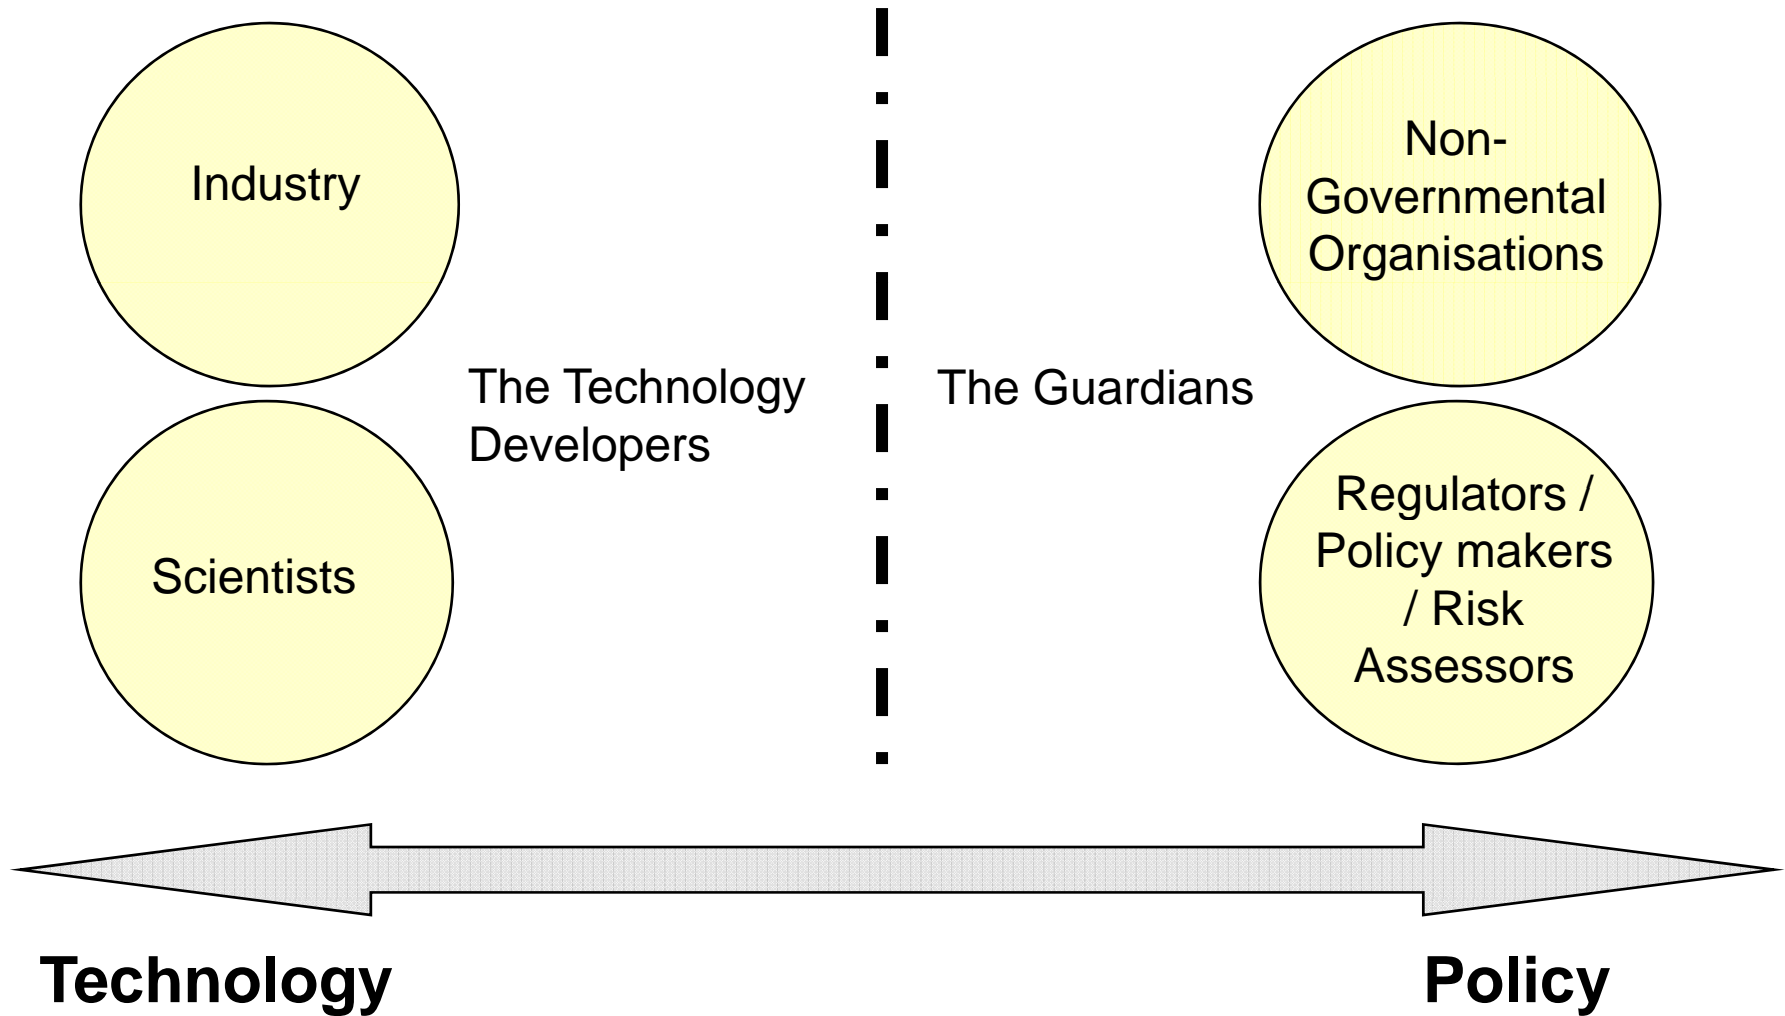 Industry
Scientists
The Technology
Developers
The Guardians
Non-
Governmental
Organisations
Regulators /
Policy makers
/ Risk
Assessors
Technology
Policy